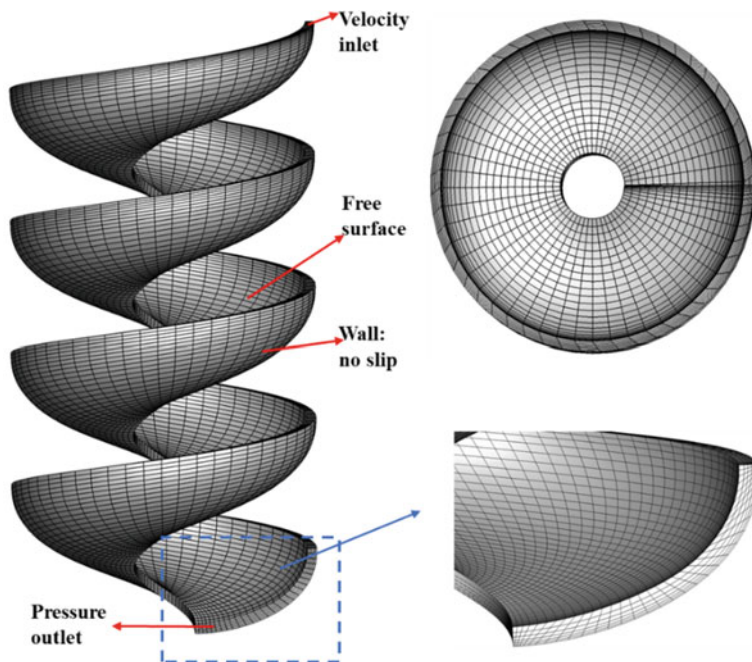 Velocity
inlet
Free
surface
Wall:
no slip
Pressure
outlet